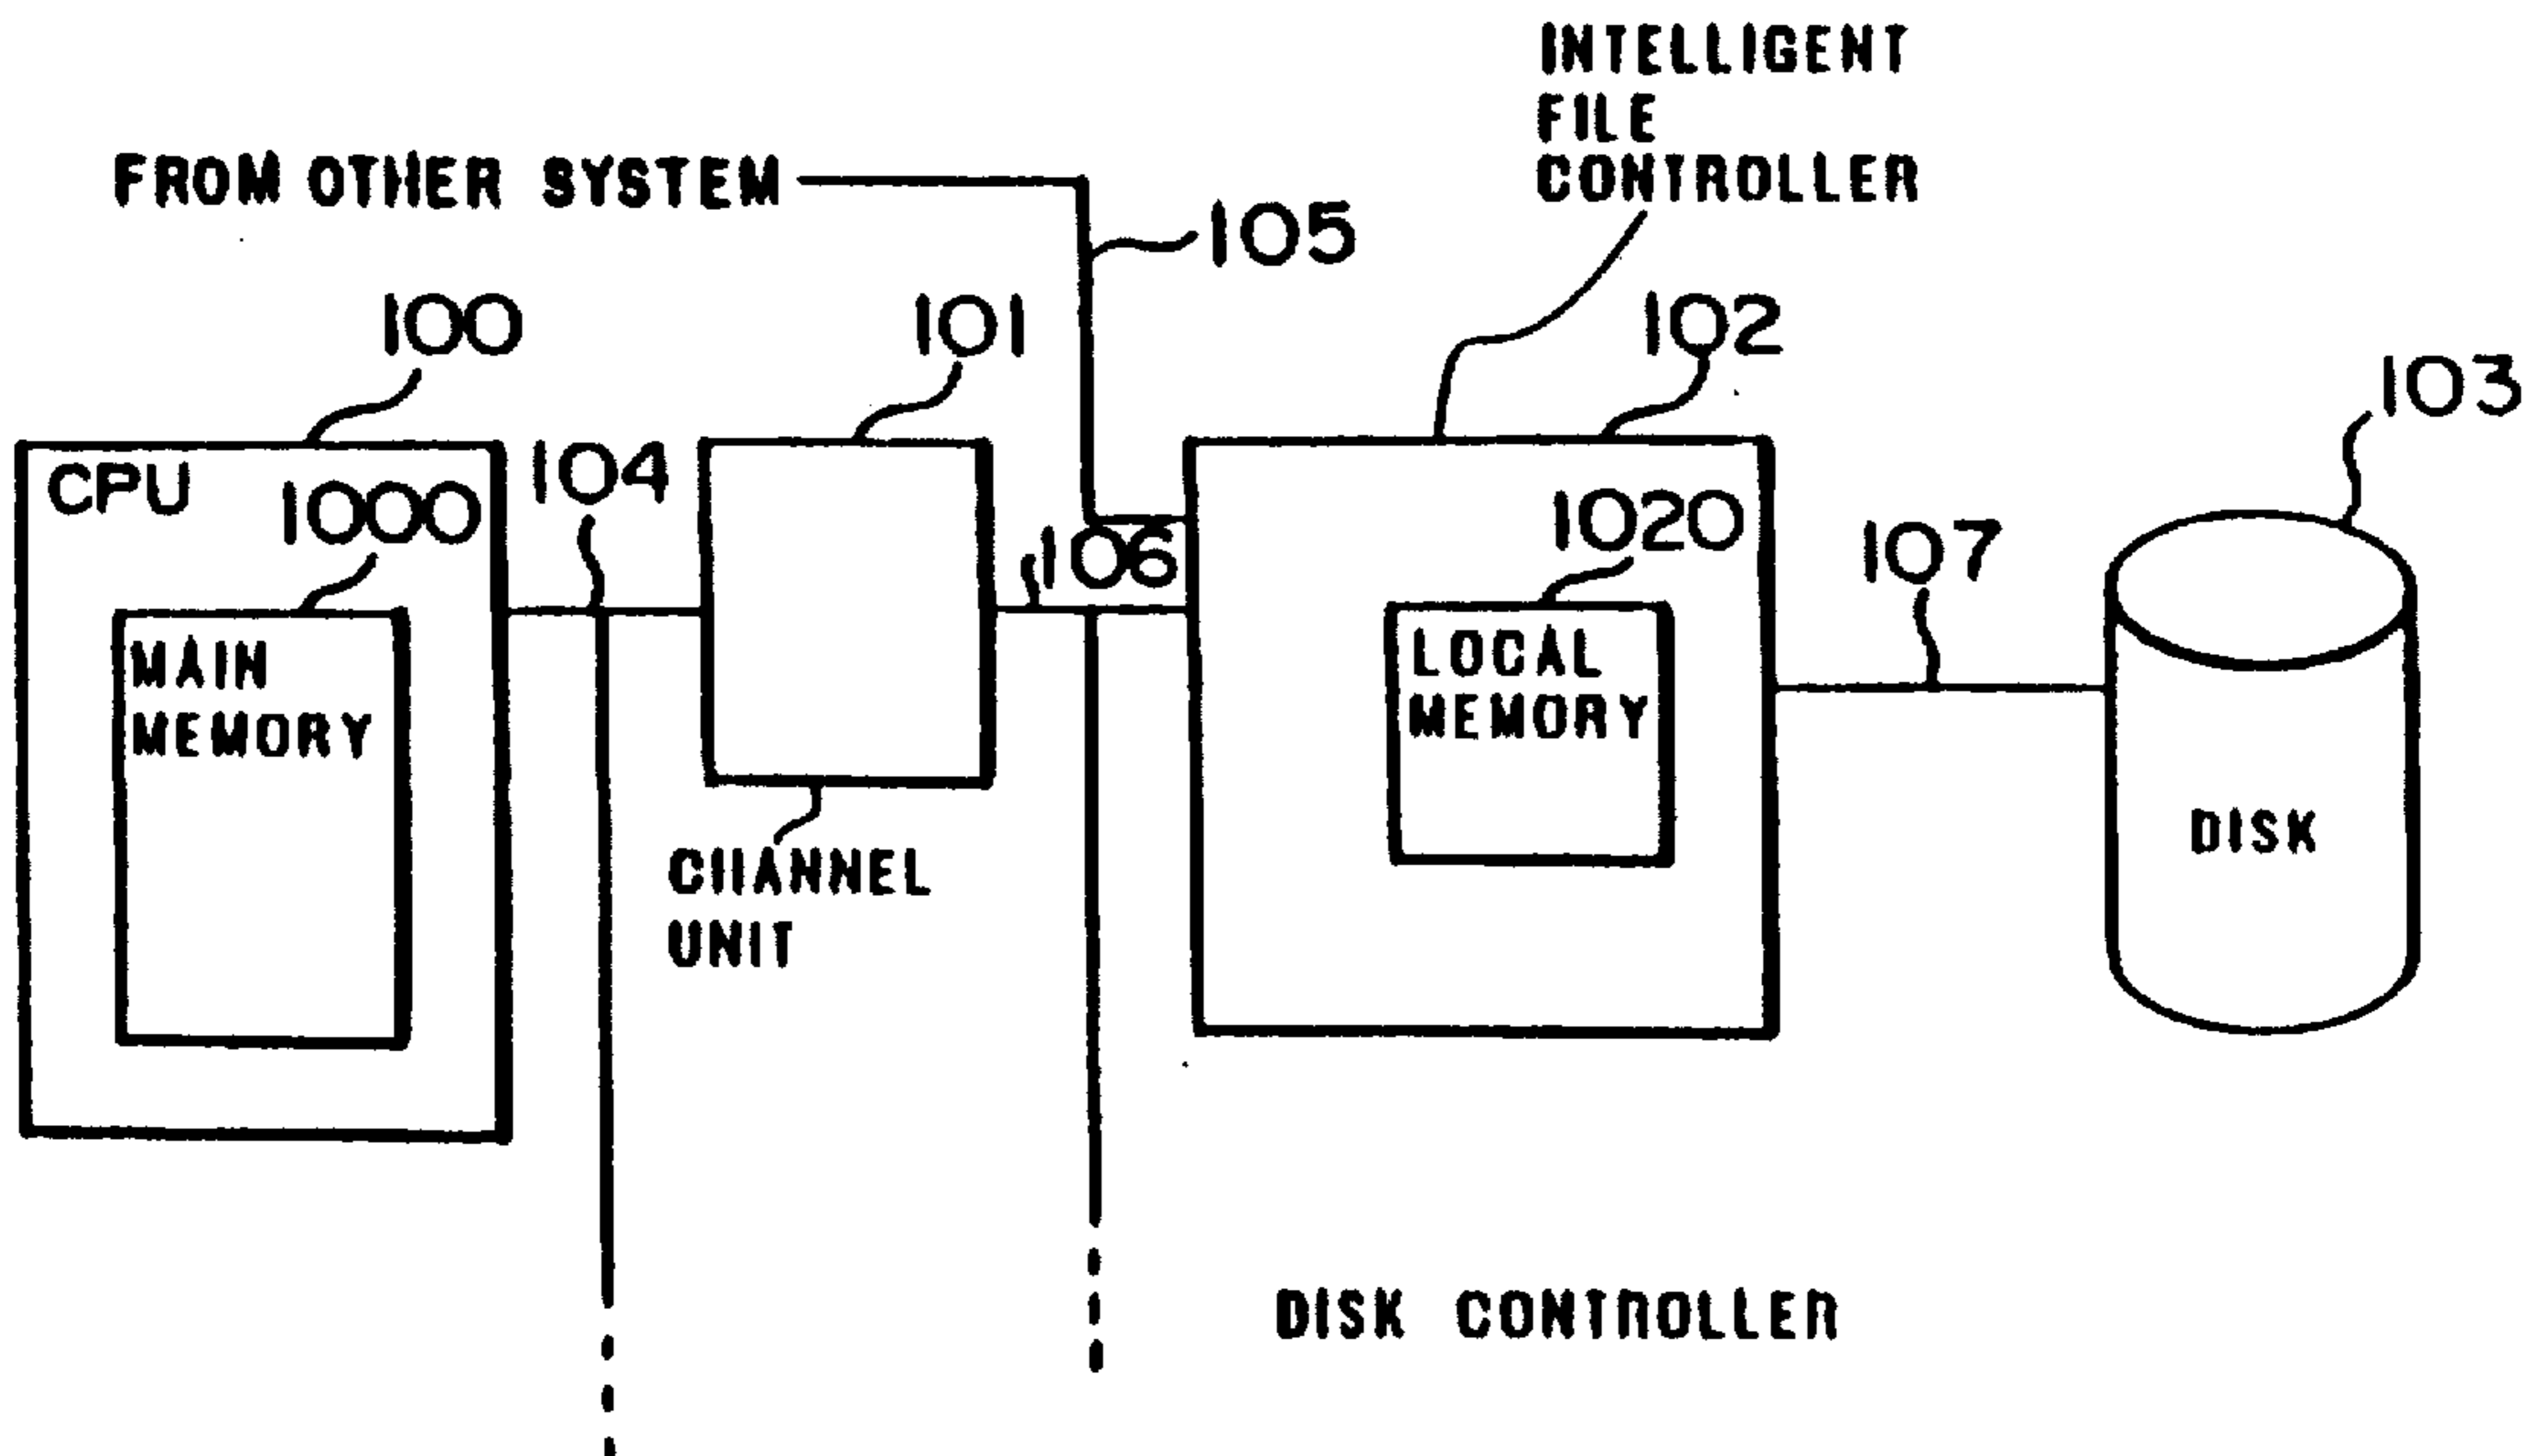 INTELLIGENT
FILE
CONTROLLER
FROM OTHER SYSTEM
105
100
101
102
103
CPU
1000
104
106
1020
107
MAIN
MEMORY
LOCAL
MEMORY
DISK
CHANNEL
UNIT
DISK CONTROLLER